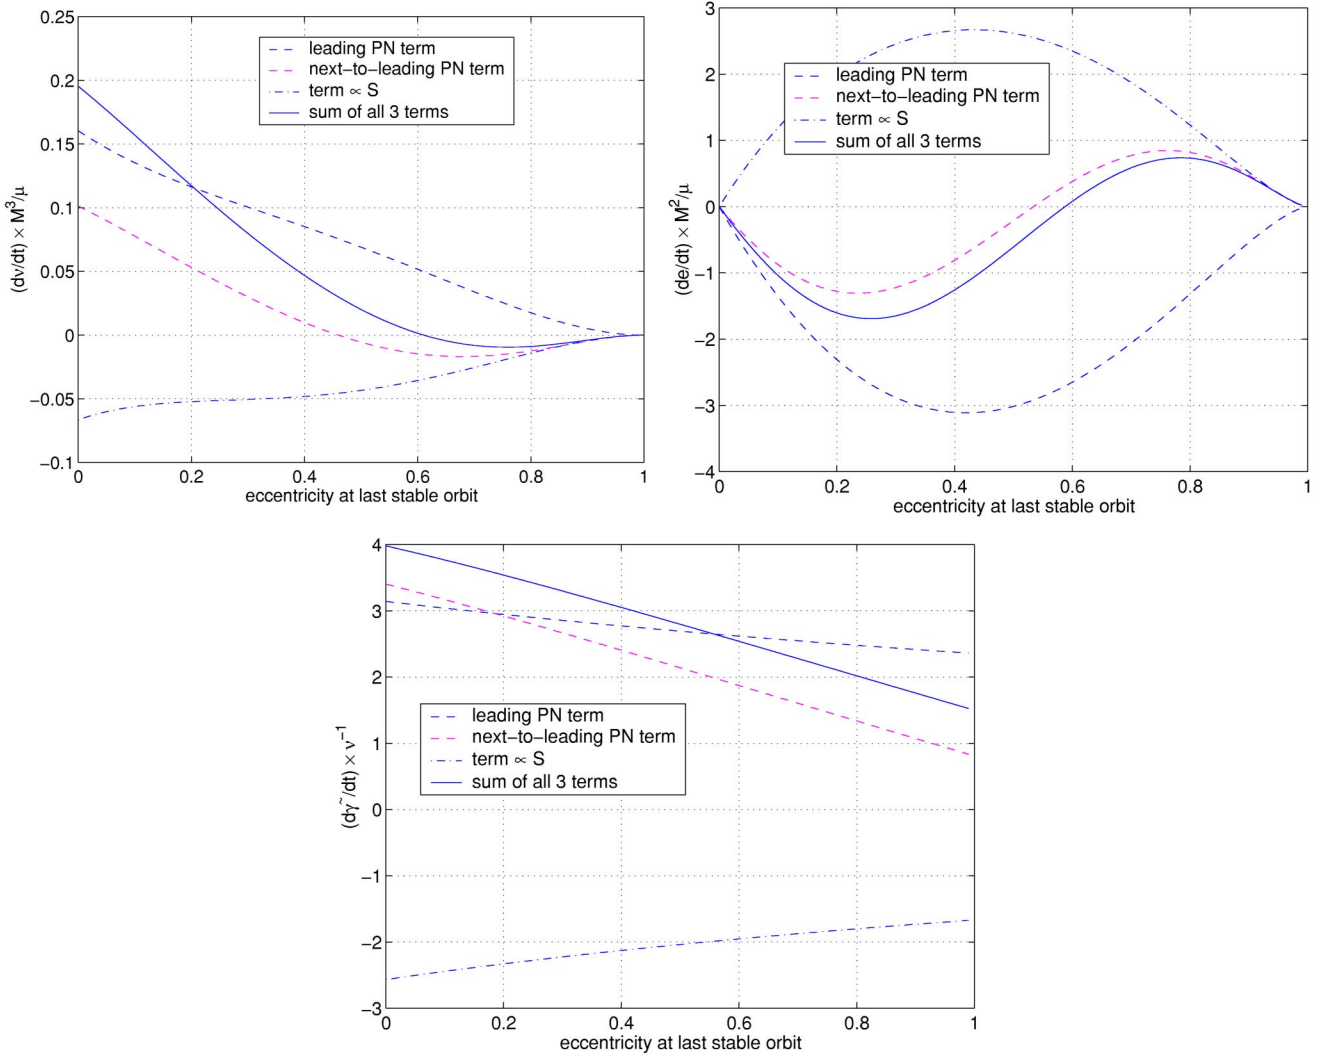 0.25
0.2
0.15
0.1
0.05
0
−0.05
−0.1
(dν/dt) × M³/μ
leading PN term
next−to−leading PN term
term ∝ S
sum of all 3 terms
0 0.2 0.4 0.6 0.8 1
eccentricity at last stable orbit
3
2
1
0
−1
−2
−3
−4
(de/dt) × M²/μ
leading PN term
next−to−leading PN term
term ∝ S
sum of all 3 terms
0 0.2 0.4 0.6 0.8 1
eccentricity at last stable orbit
4
3
2
1
0
−1
−2
−3
(dγ̃/dt) × ν⁻¹
leading PN term
next−to−leading PN term
term ∝ S
sum of all 3 terms
0 0.2 0.4 0.6 0.8 1
eccentricity at last stable orbit